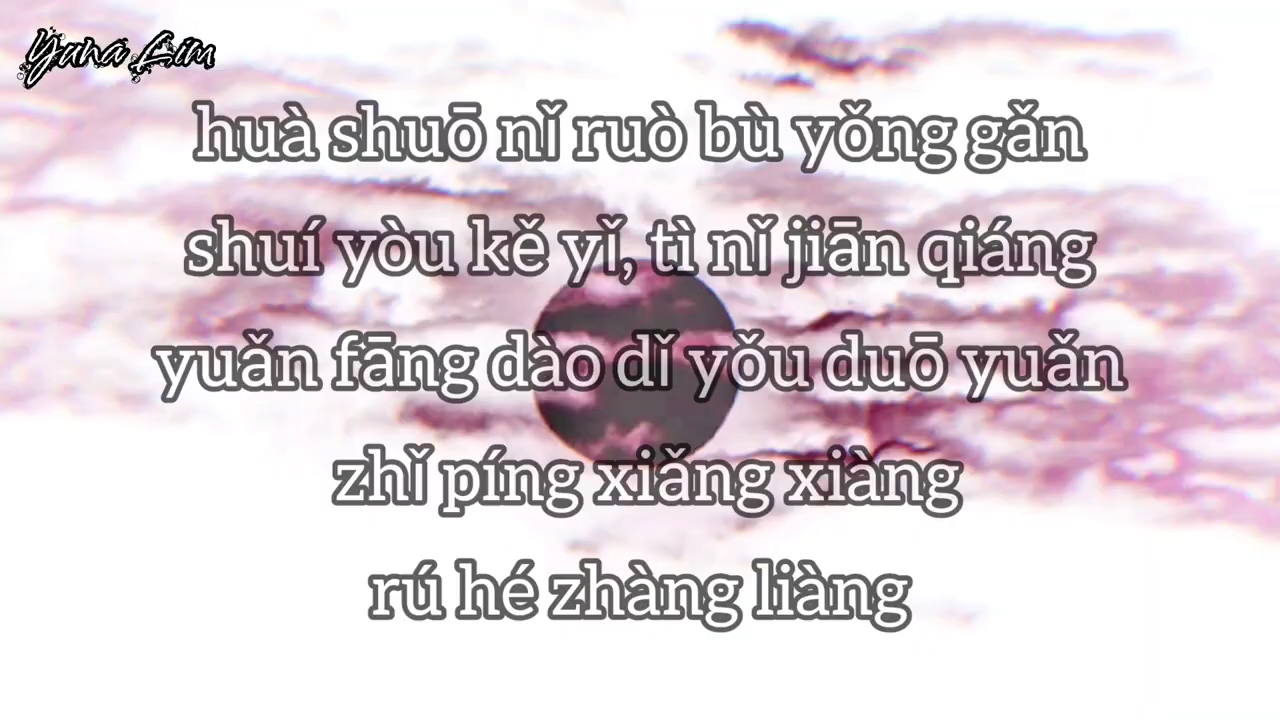 Yuna Lim
huà shuō nǐ ruò bù yǒng gǎn
shuí yòu kě yǐ, tì nǐ jiān qiáng
yuǎn fāng dào dǐ yǒu duō yuǎn
zhǐ píng xiǎng xiàng
rú hé zhàng liàng